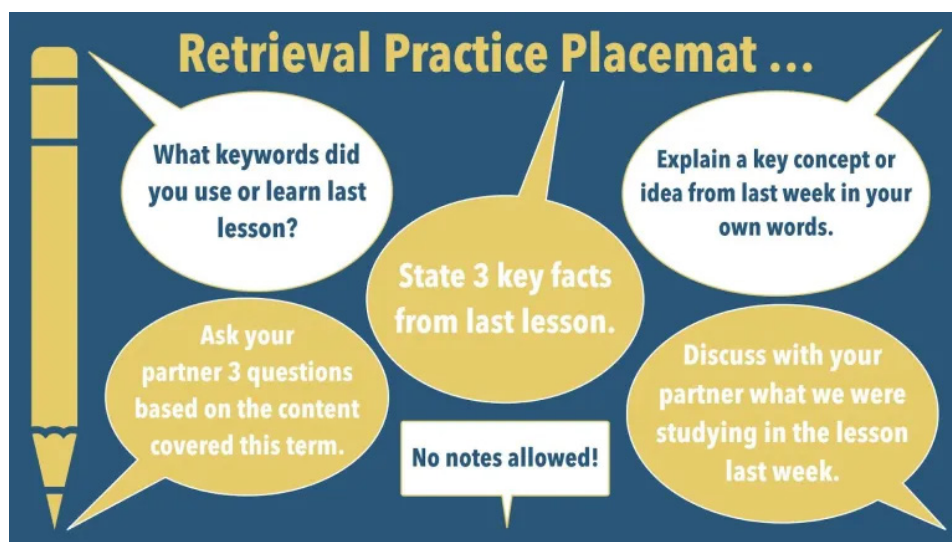 Retrieval Practice Placemat ...
What keywords did
you use or learn last
lesson?
State 3 key facts
from last lesson.
Explain a key concept or
idea from last week in your
own words.
Ask your
partner 3 questions
based on the content
covered this term.
No notes allowed!
Discuss with your
partner what we were
studying in the lesson
last week.